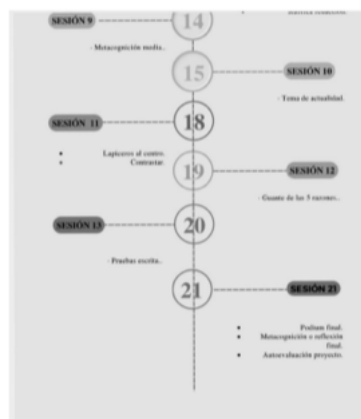 SESIÓN 9
14
· Metacognición media..
15
SESIÓN 10
· Tema de actualidad.
SESIÓN 11
18
Lapiceros al centro.
Contrastar.
19
SESIÓN 12
· Guante de las 5 razones..
SESIÓN 13
20
· Pruebas escrita..
21
SESIÓN 21
Podium final.
Metacognición o reflexión
final.
Autoevaluación proyecto.